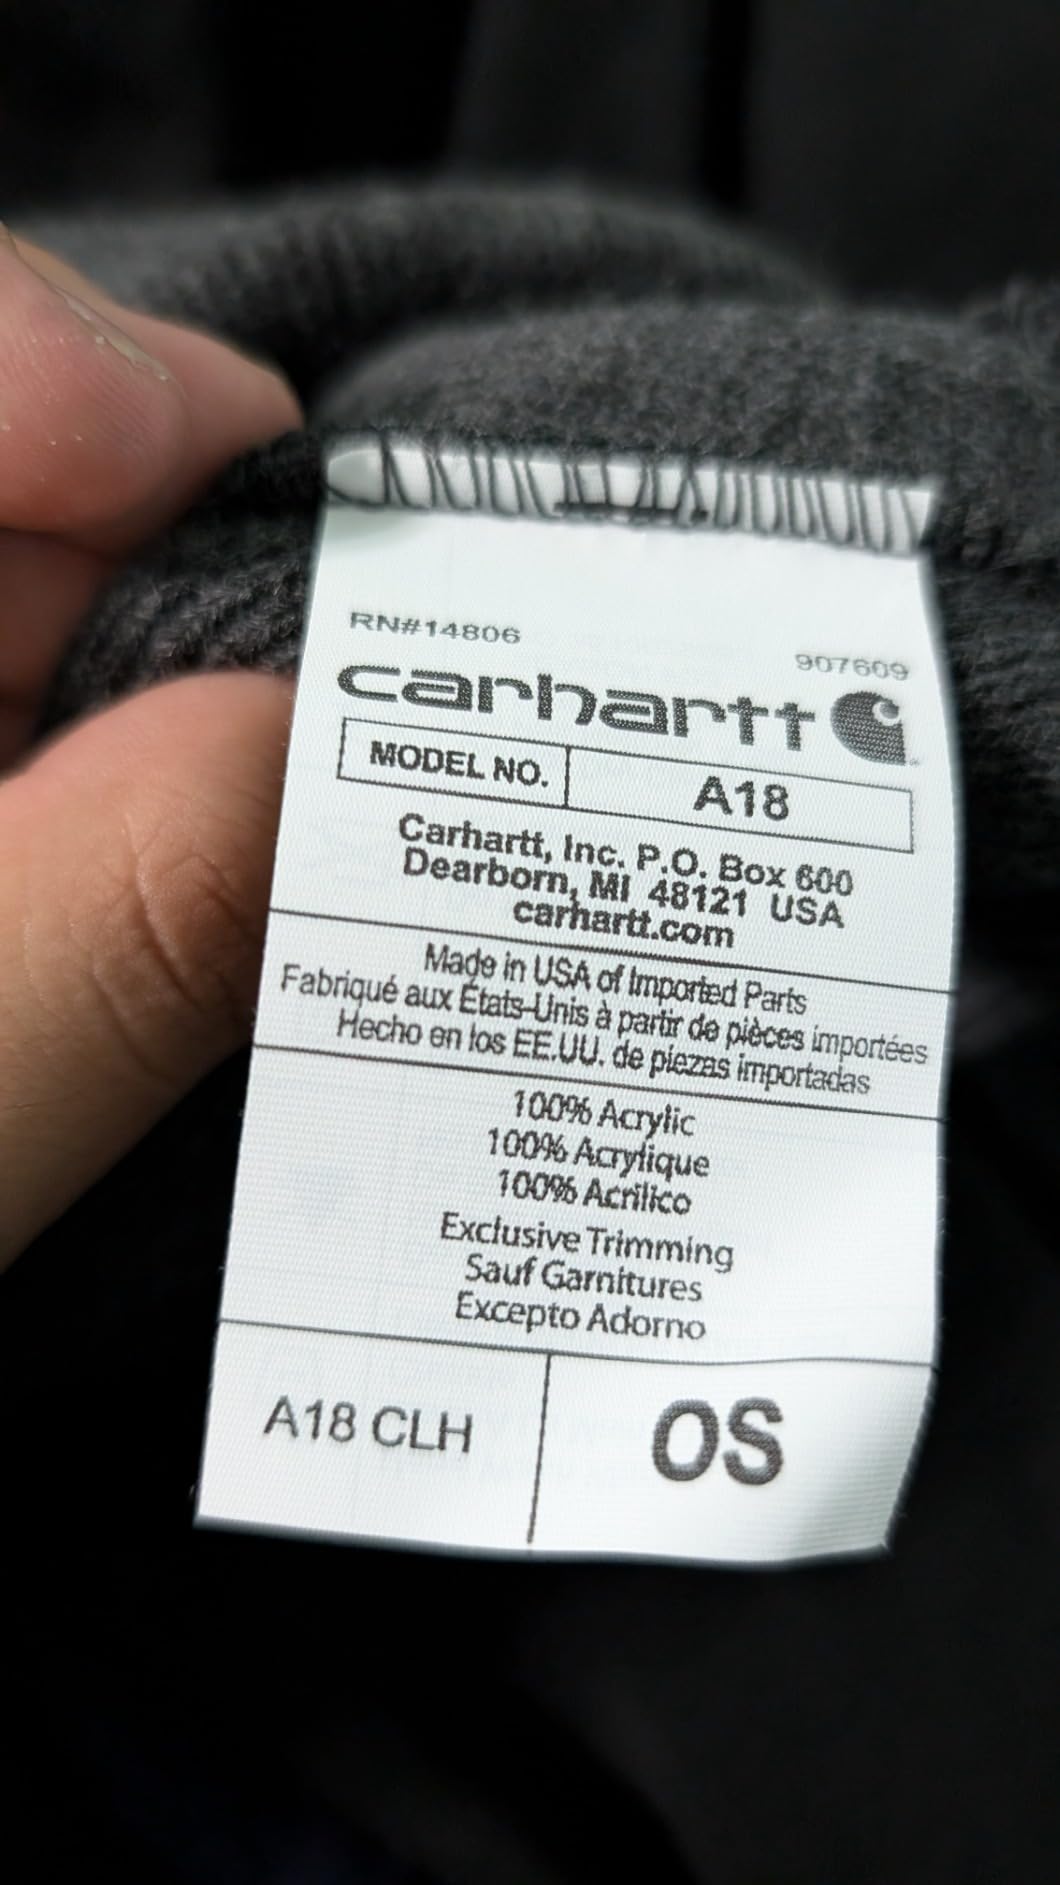 RN#14806
907609
carhartt
MODEL NO. A18
Carhartt, Inc. P.O. Box 600
Dearborn, MI 48121 USA
carhartt.com
Made in USA of Imported Parts
Fabriqué aux États-Unis à partir de pièces importées
Hecho en los EE.UU. de piezas importadas
100% Acrylic
100% Acrylique
100% Acrílico
Exclusive Trimming
Sauf Garnitures
Excepto Adorno
A18 CLH OS